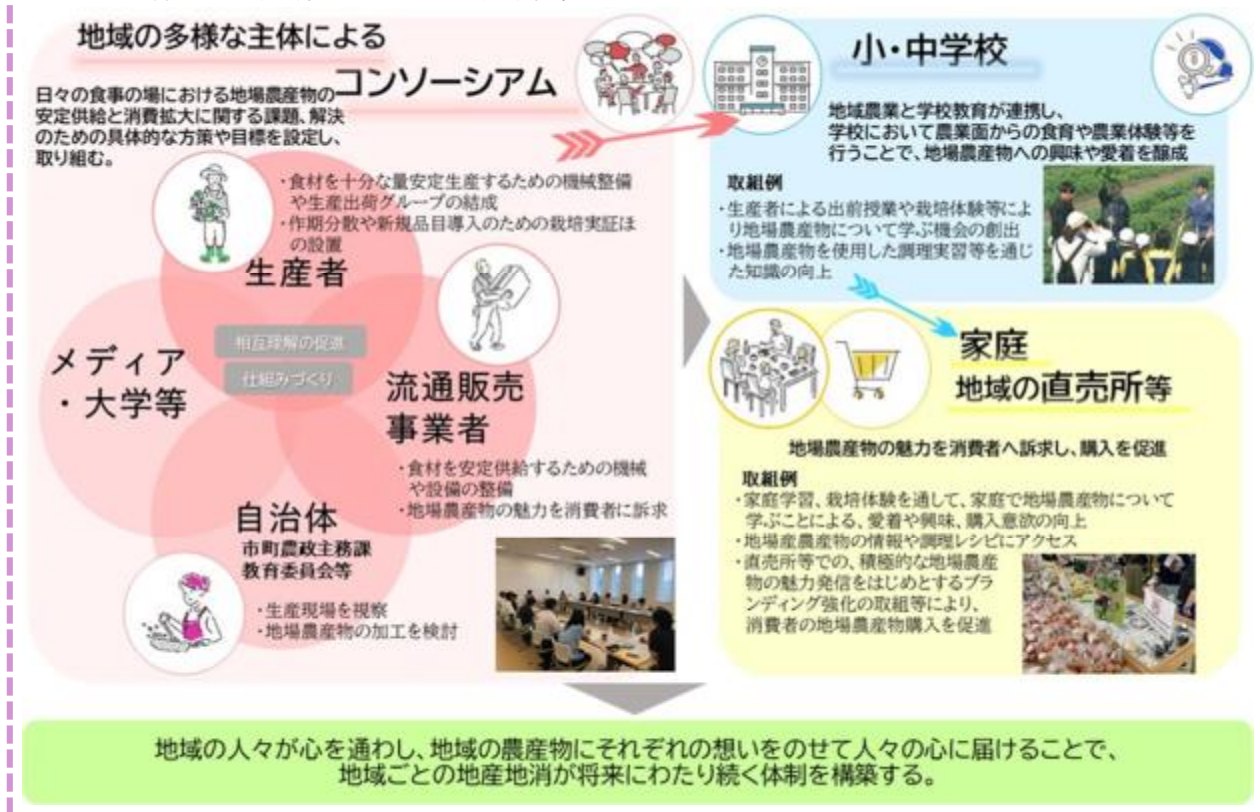 地域の多様な主体による
コンソーシアム
日々の食事の場における地場農産物の
安定供給と消費拡大に関する課題、解決
のための具体的な方策や目標を設定し、
取り組む。
・食材を十分な量安定生産するための機械整備
や生産出荷グループの結成
・作期分散や新規品目導入のための栽培実証ほ
の設置
生産者
相互理解の促進
仕組みづくり
メディア
・大学等
流通販売
事業者
・食材を安定供給するための機械
や設備の整備
・地場農産物の魅力を消費者に訴求
自治体
市町農政主務課
教育委員会等
・生産現場を視察
・地場農産物の加工を検討
小・中学校
地域農業と学校教育が連携し、
学校において農業面からの食育や農業体験等を
行うことで、地場農産物への興味や愛着を醸成
取組例
・生産者による出前授業や栽培体験等によ
り地場農産物について学ぶ機会の創出
・地場農産物を使用した調理実習等を通じ
た知識の向上
家庭
地域の直売所等
地場農産物の魅力を消費者へ訴求し、購入を促進
取組例
・家庭学習、栽培体験を通して、家庭で地場農産物について
学ぶことによる、愛着や興味、購入意欲の向上
・地場産農産物の情報や調理レシピにアクセス
・直売所等での、積極的な地場農産
物の魅力発信をはじめとするブラ
ンディング強化の取組等により、
消費者の地場農産物購入を促進
地域の人々が心を通わし、地域の農産物にそれぞれの想いをのせて人々の心に届けることで、
地域ごとの地産地消が将来にわたり続く体制を構築する。